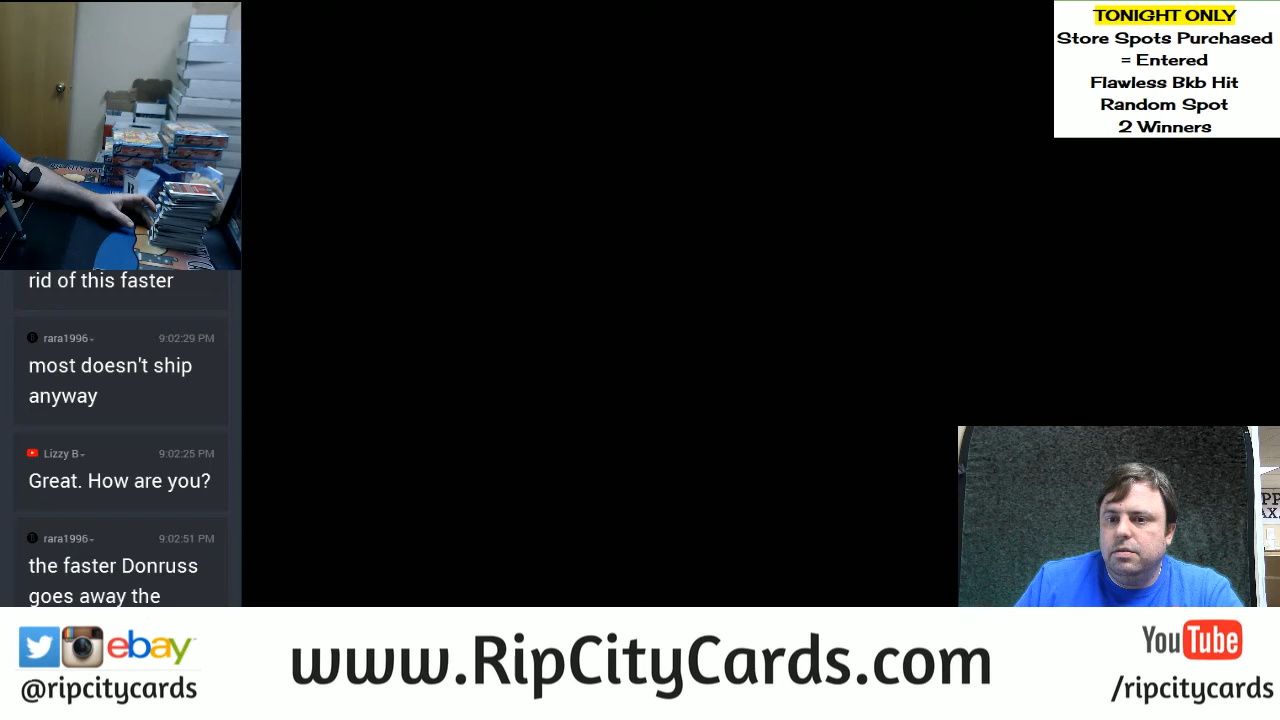 TONIGHT ONLY
Store Spots Purchased
= Entered
Flawless Bkb Hit
Random Spot
2 Winners
rid of this faster
rara1996 9:02:29 PM
most doesn't ship
anyway
Lizzy B 9:02:25 PM
Great. How are you?
rara1996 9:02:51 PM
the faster Donruss
goes away the
ebay
@ripcitycards
www.RipCityCards.com
YouTube
/ripcitycards